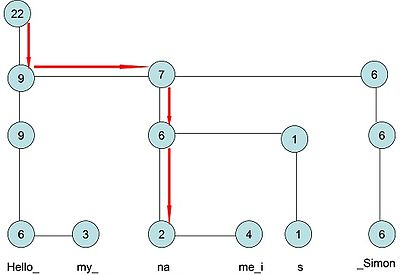 22
9 7 6
9 6 1 6
6 3 2 4 1 6
Hello_ my_ na me_i s _Simon